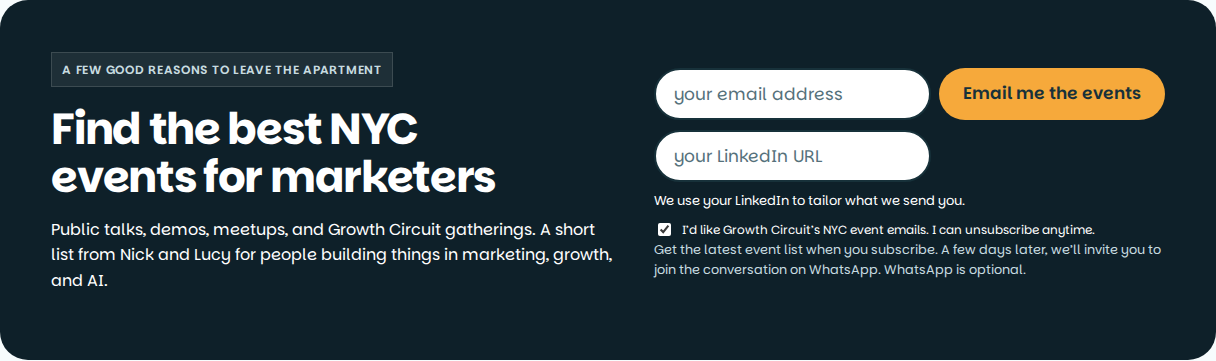 A FEW GOOD REASONS TO LEAVE THE APARTMENT
Find the best NYC
events for marketers
Public talks, demos, meetups, and Growth Circuit gatherings. A short
list from Nick and Lucy for people building things in marketing, growth,
and AI.
your email address
Email me the events
your LinkedIn URL
We use your LinkedIn to tailor what we send you.
I'd like Growth Circuit's NYC event emails. I can unsubscribe anytime.
Get the latest event list when you subscribe. A few days later, we'll invite you to
join the conversation on WhatsApp. WhatsApp is optional.